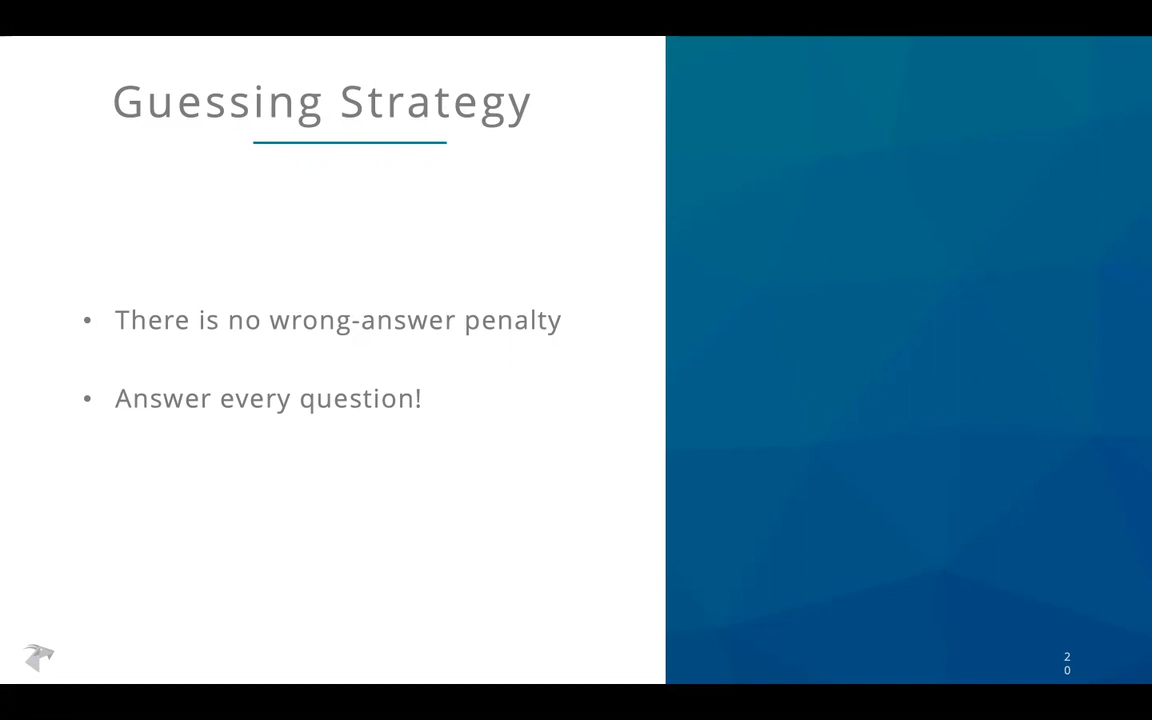 Guessing Strategy
• There is no wrong-answer penalty
• Answer every question!
2
0